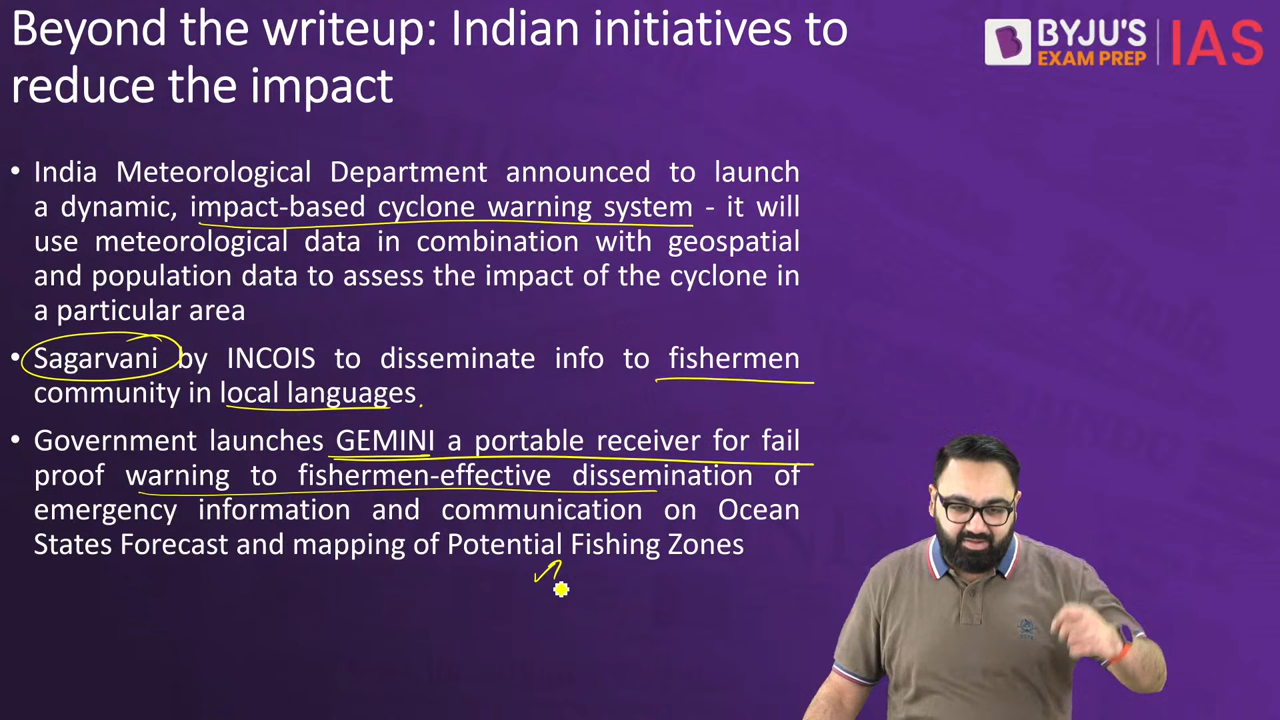 Beyond the writeup: Indian initiatives to
reduce the impact
BYJU'S
EXAM PREP
IAS
• India Meteorological Department announced to launch
a dynamic, impact-based cyclone warning system - it will
use meteorological data in combination with geospatial
and population data to assess the impact of the cyclone in
a particular area
• Sagarvani by INCOIS to disseminate info to fishermen
community in local languages
• Government launches GEMINI a portable receiver for fail
proof warning to fishermen-effective dissemination of
emergency information and communication on Ocean
States Forecast and mapping of Potential Fishing Zones